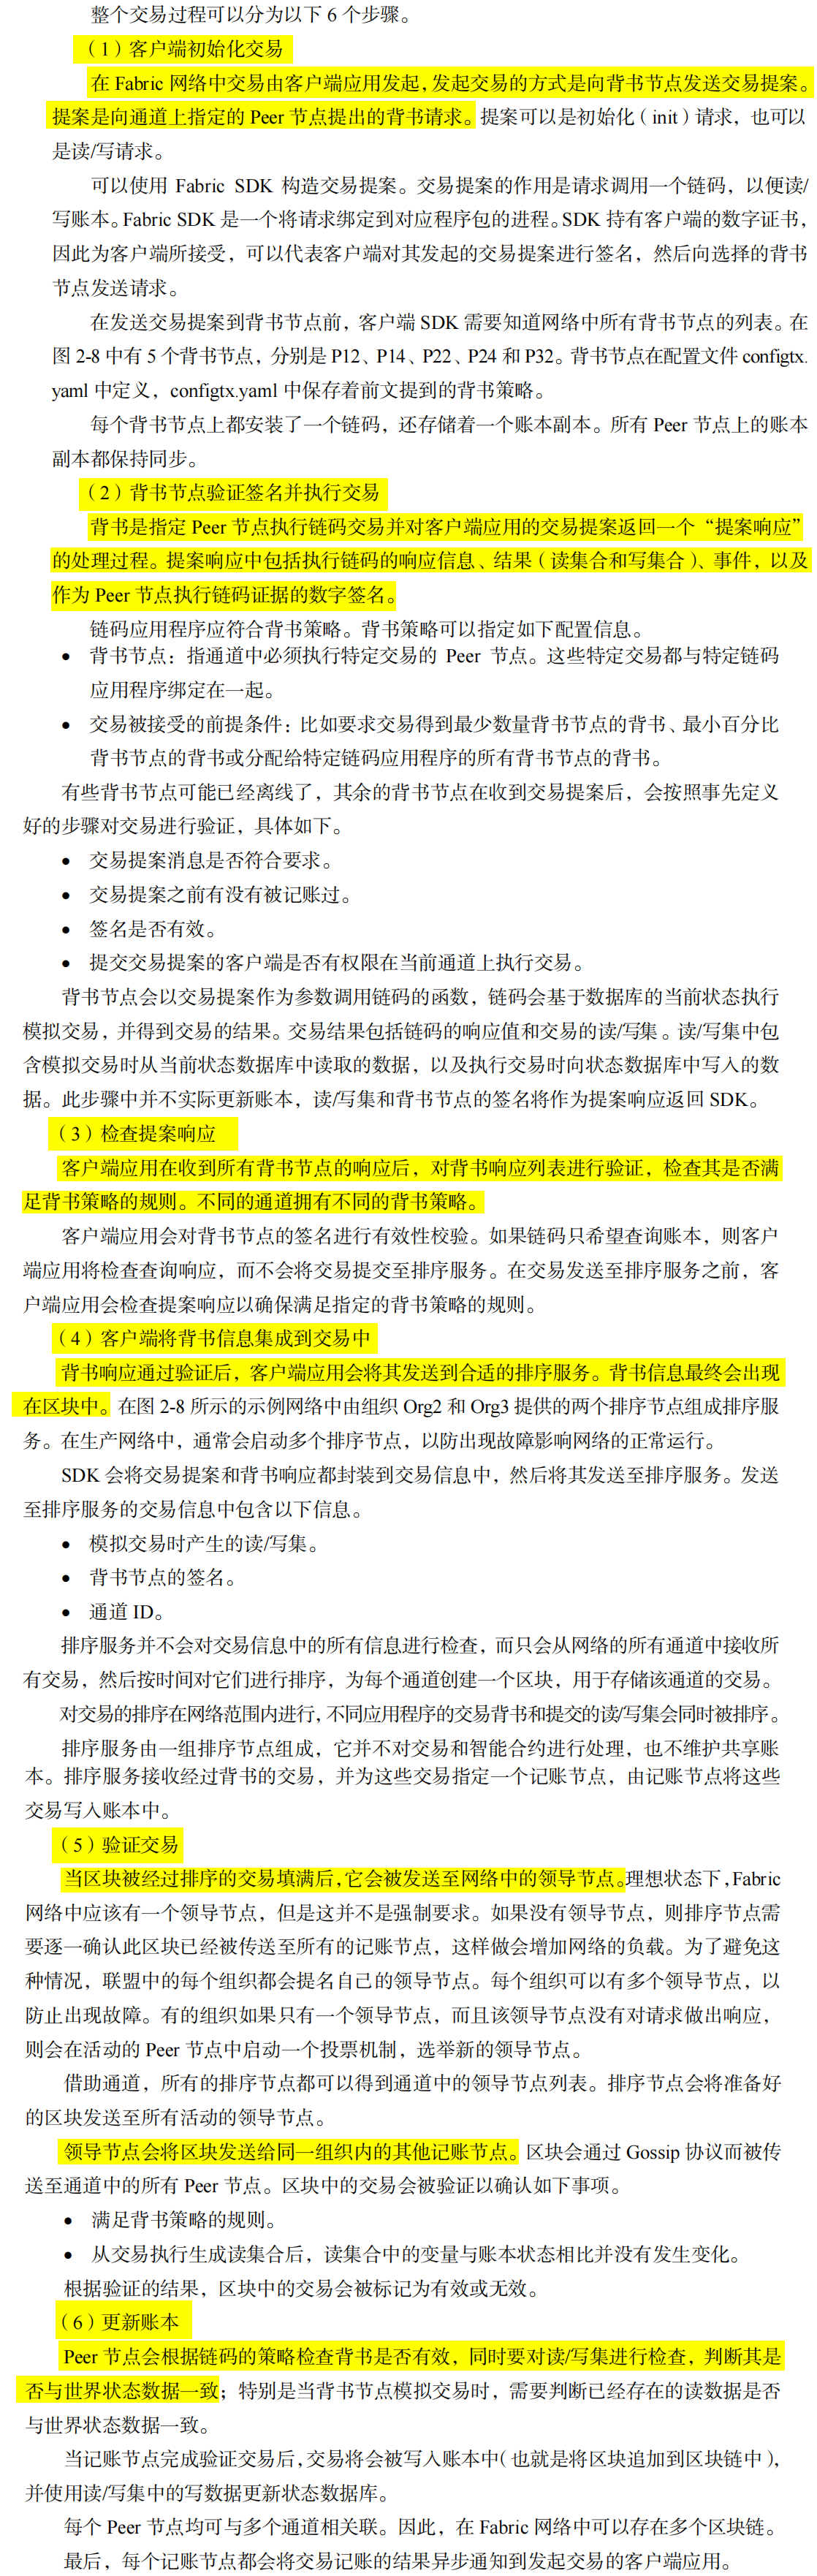 整个交易过程可以分为以下 6 个步骤。
（1）客户端初始化交易
在 Fabric 网络中交易由客户端应用发起，发起交易的方式是向背书节点发送交易提案。
提案是向通道上指定的 Peer 节点提出的背书请求。提案可以是初始化（init）请求，也可以
是读/写请求。
可以使用 Fabric SDK 构造交易提案。交易提案的作用是请求调用一个链码，以便读/
写账本。Fabric SDK 是一个将请求绑定到对应程序包的进程。SDK 持有客户端的数字证书，
因此为客户端所接受，可以代表客户端对其发起的交易提案进行签名，然后向选择的背书
节点发送请求。
在发送交易提案到背书节点前，客户端 SDK 需要知道网络中所有背书节点的列表。在
图 2-8 中有 5 个背书节点，分别是 P12、P14、P22、P24 和 P32。背书节点在配置文件 configtx.
yaml 中定义，configtx.yaml 中保存着前文提到的背书策略。
每个背书节点上都安装了一个链码，还存储着一个账本副本。所有 Peer 节点上的账本
副本都保持同步。
（2）背书节点验证签名并执行交易
背书是指定 Peer 节点执行链码交易并对客户端应用的交易提案返回一个“提案响应”
的处理过程。提案响应中包括执行链码的响应信息、结果（读集合和写集合）、事件，以及
作为 Peer 节点执行链码证据的数字签名。
链码应用程序应符合背书策略。背书策略可以指定如下配置信息。
● 背书节点：指通道中必须执行特定交易的 Peer 节点。这些特定交易都与特定链码
应用程序绑定在一起。
● 交易被接受的前提条件：比如要求交易得到最少数量背书节点的背书、最小百分比
背书节点的背书或分配给特定链码应用程序的所有背书节点的背书。
有些背书节点可能已经离线了，其余的背书节点在收到交易提案后，会按照事先定义
好的步骤对交易进行验证，具体如下。
● 交易提案消息是否符合要求。
● 交易提案之前有没有被记账过。
● 签名是否有效。
● 提交交易提案的客户端是否有权限在当前通道上执行交易。
背书节点会以交易提案作为参数调用链码的函数，链码会基于数据库的当前状态执行
模拟交易，并得到交易的结果。交易结果包括链码的响应值和交易的读/写集。读/写集中包
含模拟交易时从当前状态数据库中读取的数据，以及执行交易时向状态数据库中写入的数
据。此步骤中并不实际更新账本，读/写集和背书节点的签名将作为提案响应返回 SDK。
（3）检查提案响应
客户端应用在收到所有背书节点的响应后，对背书响应列表进行验证，检查其是否满
足背书策略的规则。不同的通道拥有不同的背书策略。
客户端应用会对背书节点的签名进行有效性校验。如果链码只希望查询账本，则客户
端应用将检查查询响应，而不会将交易提交至排序服务。在交易发送至排序服务之前，客
户端应用会检查提案响应以确保满足指定的背书策略的规则。
（4）客户端将背书信息集成到交易中
背书响应通过验证后，客户端应用会将其发送到合适的排序服务。背书信息最终会出现
在区块中。在图 2-8 所示的示例网络中由组织 Org2 和 Org3 提供的两个排序节点组成排序服
务。在生产网络中，通常会启动多个排序节点，以防出现故障影响网络的正常运行。
SDK 会将交易提案和背书响应都封装到交易信息中，然后将其发送至排序服务。发送
至排序服务的交易信息中包含以下信息。
● 模拟交易时产生的读/写集。
● 背书节点的签名。
● 通道 ID。
排序服务并不会对交易信息中的所有信息进行检查，而只会从网络的所有通道中接收所
有交易，然后按时间对它们进行排序，为每个通道创建一个区块，用于存储该通道的交易。
对交易的排序在网络范围内进行，不同应用程序的交易背书和提交的读/写集会同时被排序。
排序服务由一组排序节点组成，它并不对交易和智能合约进行处理，也不维护共享账
本。排序服务接收经过背书的交易，并为这些交易指定一个记账节点，由记账节点将这些
交易写入账本中。
（5）验证交易
当区块被经过排序的交易填满后，它会被发送至网络中的领导节点。理想状态下，Fabric
网络中应该有一个领导节点，但是这并不是强制要求。如果没有领导节点，则排序节点需
要逐一确认此区块已经被传送至所有的记账节点，这样做会增加网络的负载。为了避免这
种情况，联盟中的每个组织都会提名自己的领导节点。每个组织可以有多个领导节点，以
防止出现故障。有的组织如果只有一个领导节点，而且该领导节点没有对请求做出响应，
则会在活动的 Peer 节点中启动一个投票机制，选举新的领导节点。
借助通道，所有的排序节点都可以得到通道中的领导节点列表。排序节点会将准备好
的区块发送至所有活动的领导节点。
领导节点会将区块发送给同一组织内的其他记账节点。区块会通过 Gossip 协议而被传
送至通道中的所有 Peer 节点。区块中的交易会被验证以确认如下事项。
● 满足背书策略的规则。
● 从交易执行生成读集合后，读集合中的变量与账本状态相比并没有发生变化。
根据验证的结果，区块中的交易会被标记为有效或无效。
（6）更新账本
Peer 节点会根据链码的策略检查背书是否有效，同时要对读/写集进行检查，判断其是
否与世界状态数据一致；特别是当背书节点模拟交易时，需要判断已经存在的读数据是否
与世界状态数据一致。
当记账节点完成验证交易后，交易将会被写入账本中（也就是将区块追加到区块链中），
并使用读/写集中的写数据更新状态数据库。
每个 Peer 节点均可与多个通道相关联。因此，在 Fabric 网络中可以存在多个区块链。
最后，每个记账节点都会将交易记账的结果异步通知到发起交易的客户端应用。